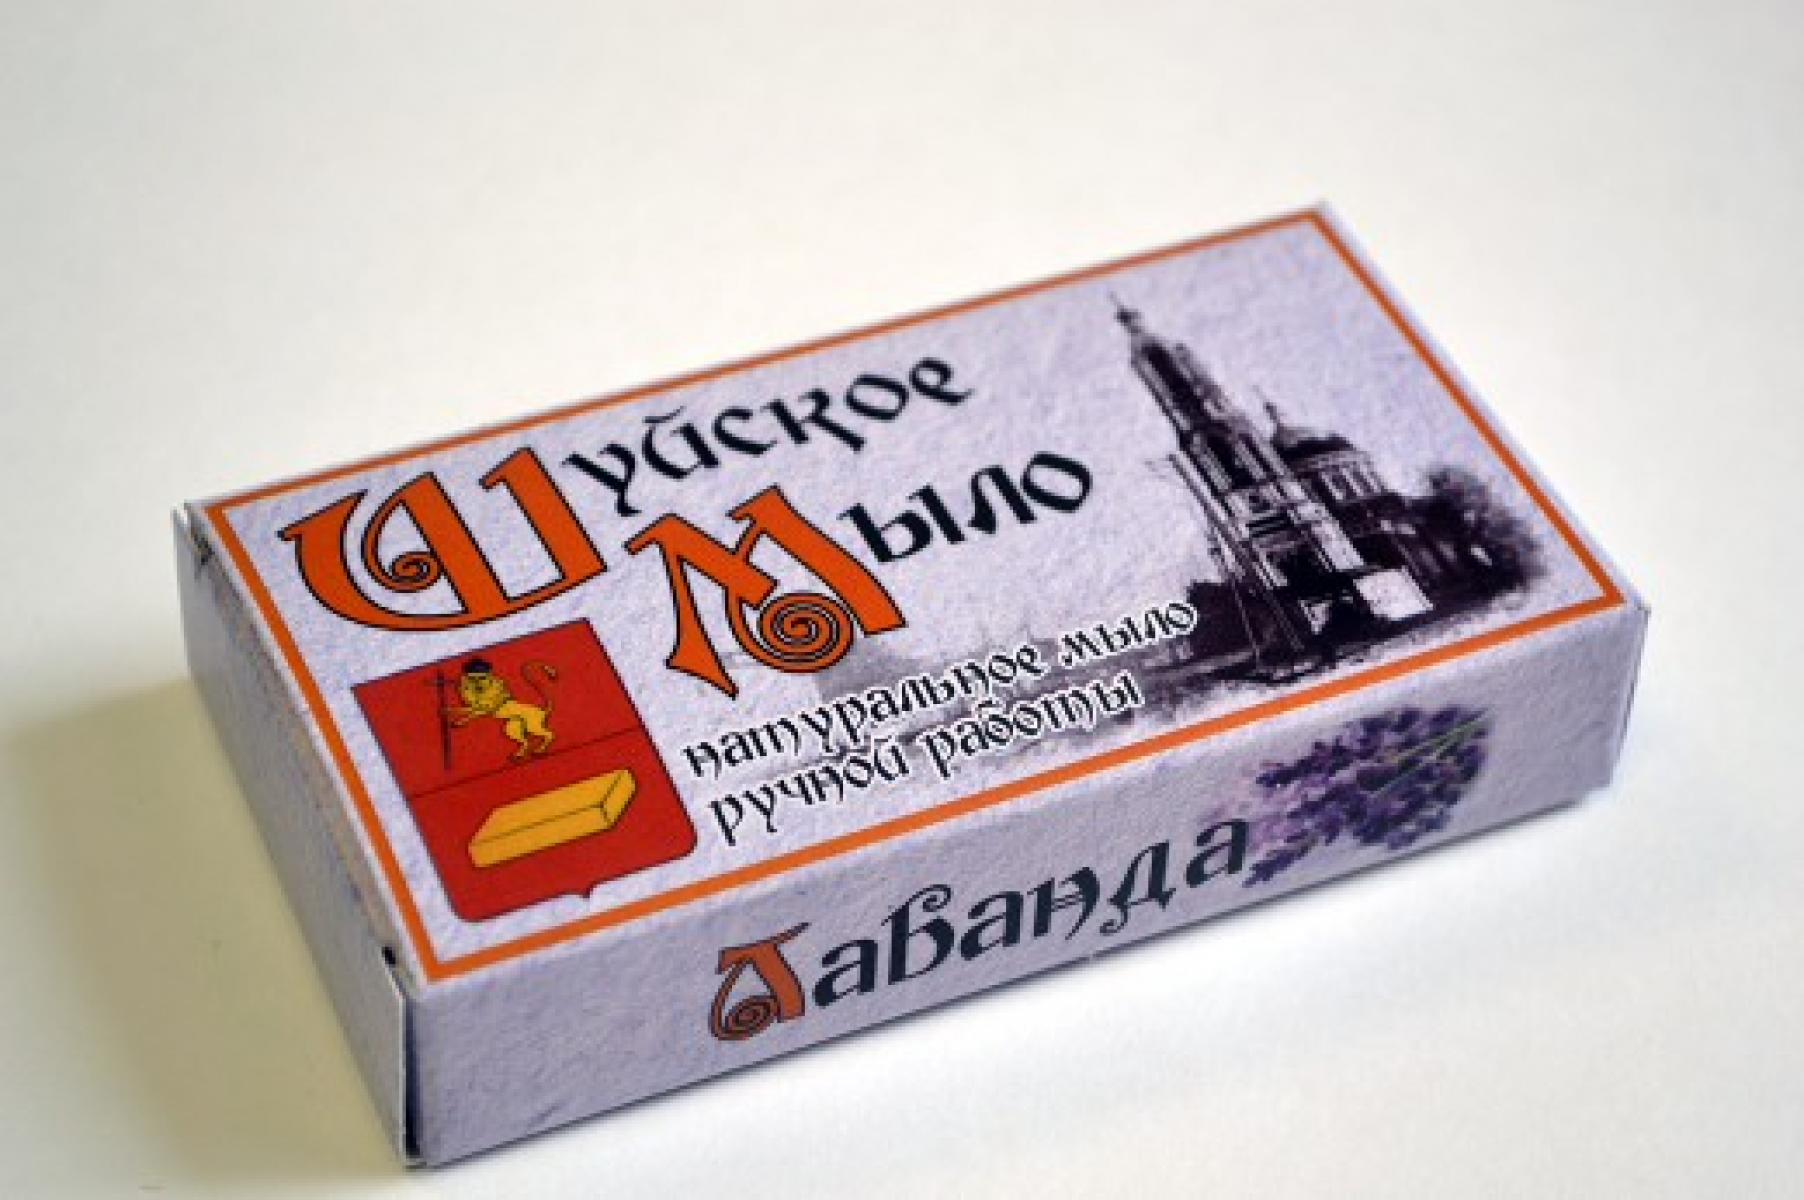 Шуйское
Мыло
натуральное мыло
ручной работы
Лаванда